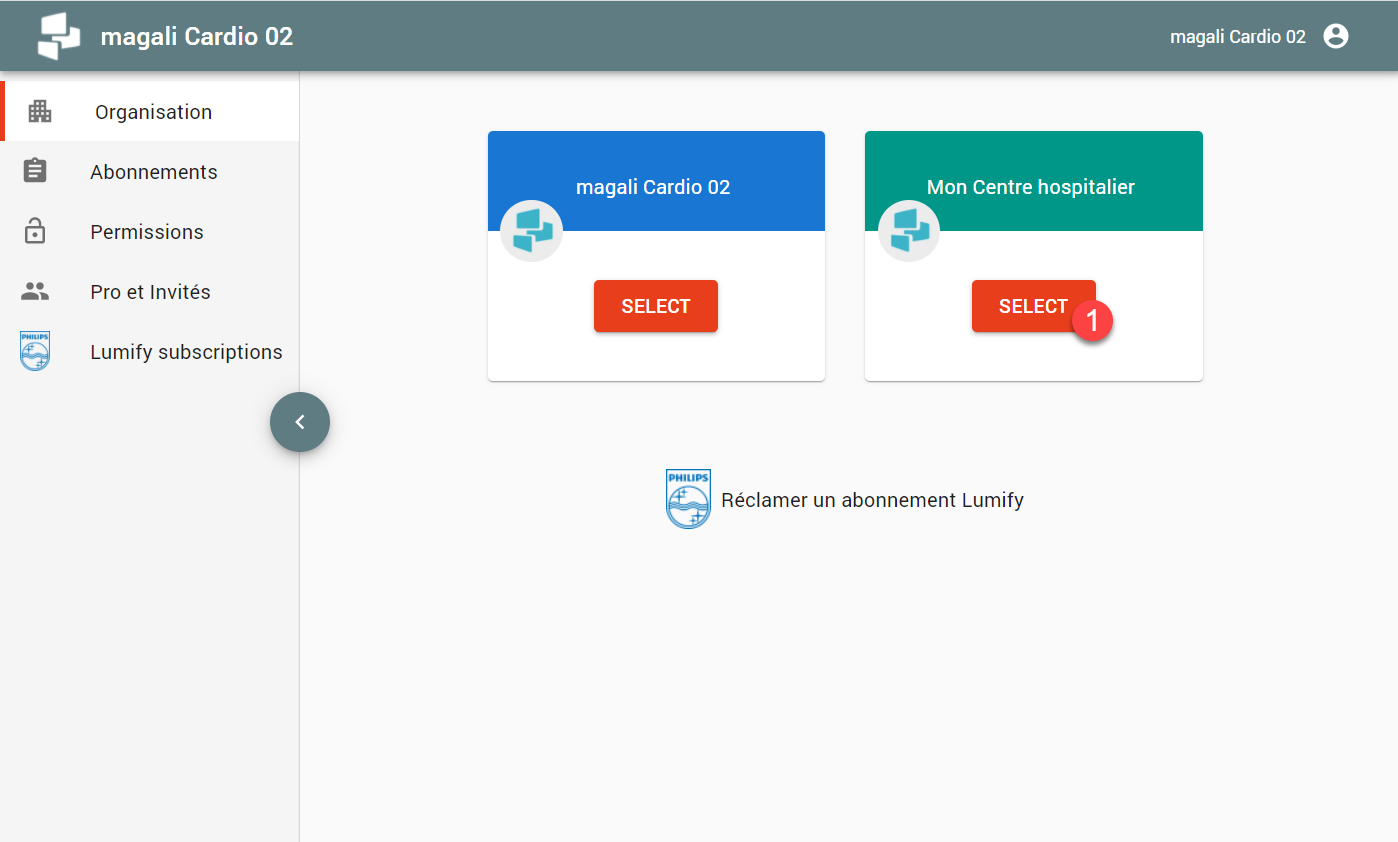 magali Cardio 02
magali Cardio 02
Organisation
Abonnements
Permissions
Pro et Invités
PHILIPS
Lumify subscriptions
magali Cardio 02
SELECT
Mon Centre hospitalier
SELECT
1
PHILIPS
Réclamer un abonnement Lumify